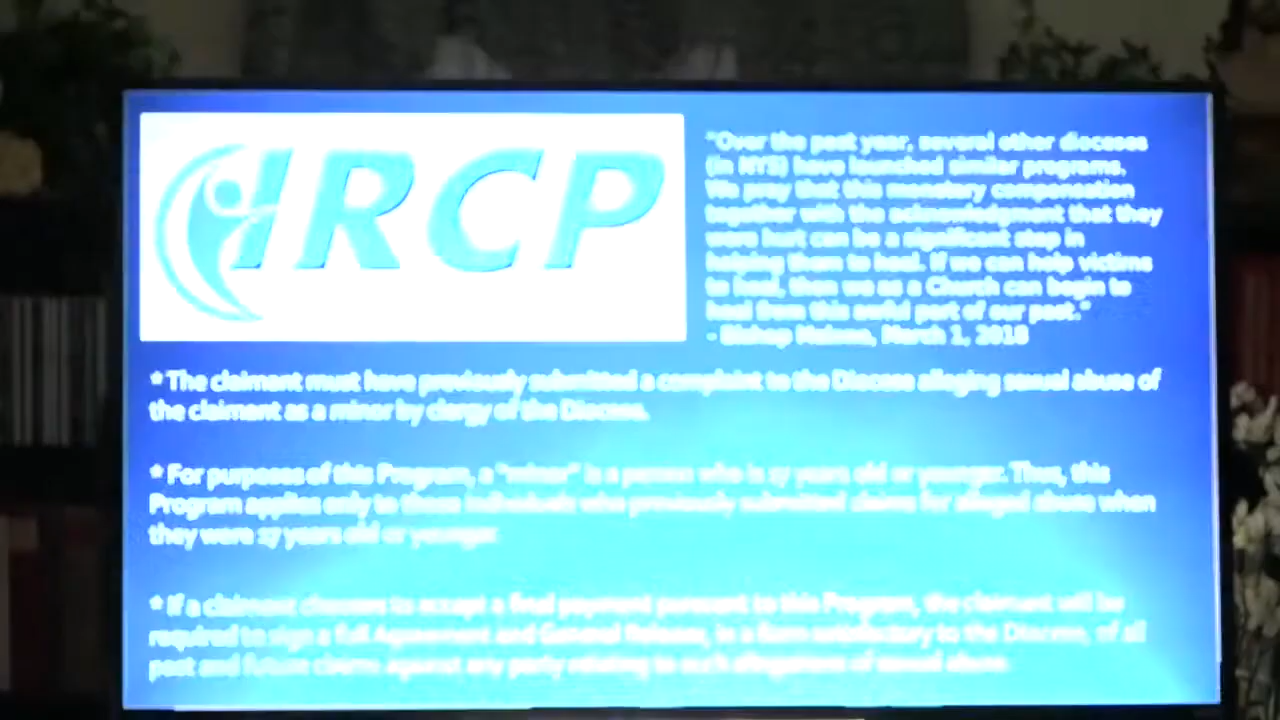 IRCP
"Over the past year, several other dioceses
(in NYS) have launched similar programs.
We pray that this monetary compensation
together with the acknowledgment that they
were hurt can be a significant step in
helping them to heal. If we can help victims
to heal, then we as a Church can begin to
heal from this awful part of our past."
- Bishop Malone, March 1, 2018
* The claimant must have previously submitted a complaint to the Diocese alleging sexual abuse of
the claimant as a minor by clergy of the Diocese.
* For purposes of this Program, a "minor" is a person who is 17 years old or younger. Thus, this
Program applies only to those individuals who previously submitted claims for alleged abuse when
they were 17 years old or younger.
* If a claimant chooses to accept a final payment pursuant to this Program, the claimant will be
required to sign a full Agreement and General Release, in a form satisfactory to the Diocese, of all
past and future claims against any party relating to such allegations of sexual abuse.